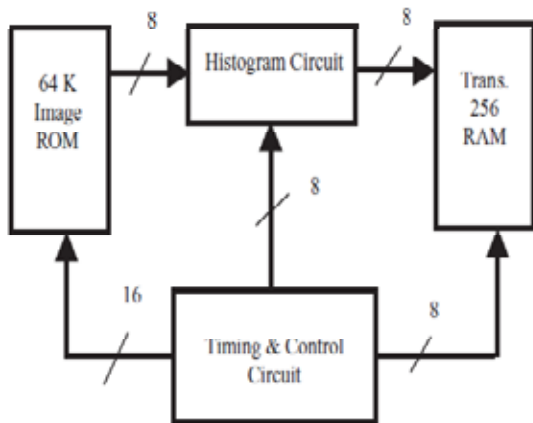 8
8
64 K
Image
ROM
Histogram Circuit
Trans.
256
RAM
8
16
8
Timing & Control
Circuit